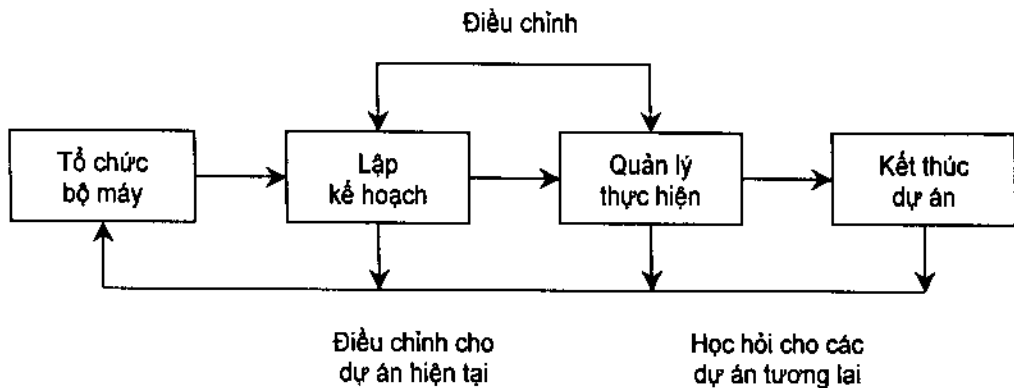 Điều chỉnh
Tổ chức
bộ máy
Lập
kế hoạch
Quản lý
thực hiện
Kết thúc
dự án
Điều chỉnh cho
dự án hiện tại
Học hỏi cho các
dự án tương lai